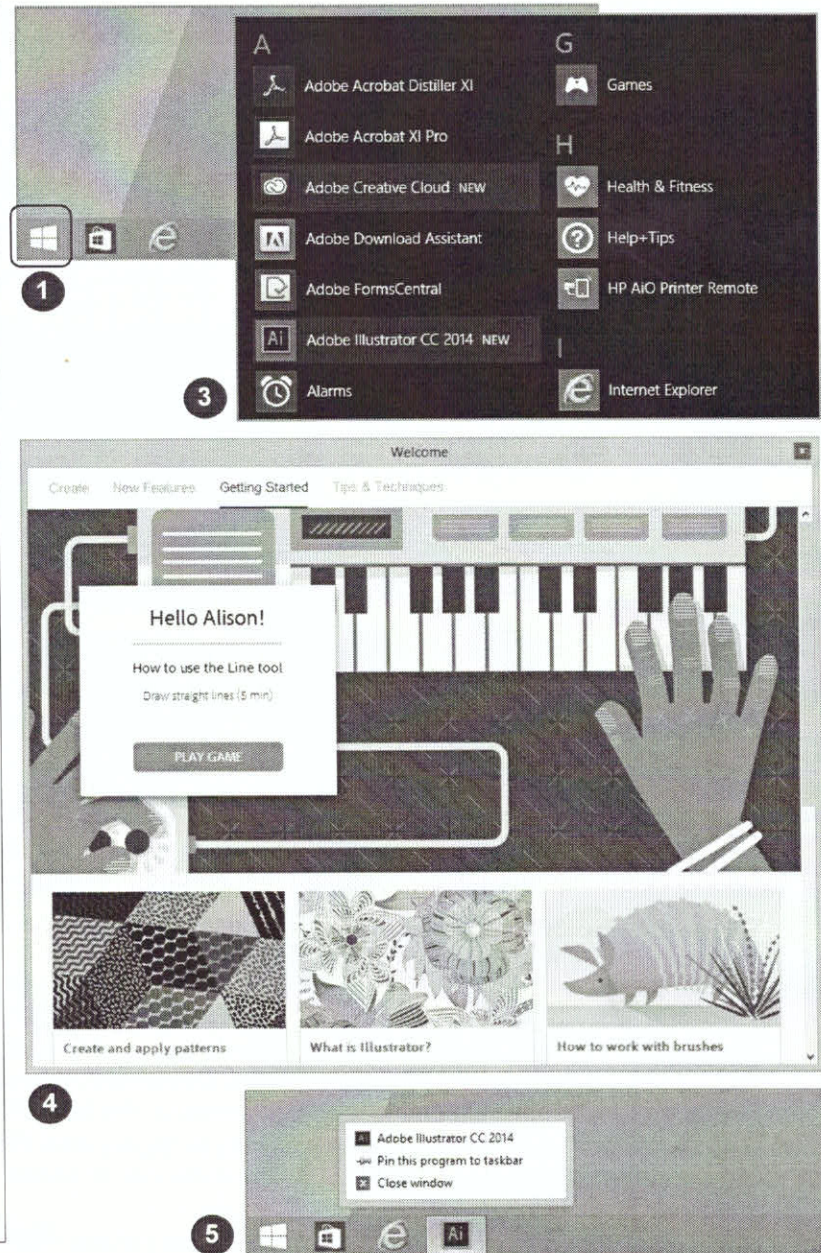 A
Adobe Acrobat Distiller XI
Adobe Acrobat XI Pro
Adobe Creative Cloud NEW
Adobe Download Assistant
Adobe FormsCentral
Ai Adobe Illustrator CC 2014 NEW
Alarms
G
Games
H
Health & Fitness
Help+Tips
HP AiO Printer Remote
I
Internet Explorer
1
3
Welcome
Create New Features Getting Started Tips & Techniques
Hello Alison!
How to use the Line tool
Draw straight lines (5 min)
PLAY GAME
Create and apply patterns
What is Illustrator?
How to work with brushes
4
Ai Adobe Illustrator CC 2014
Pin this program to taskbar
Close window
5
Ai